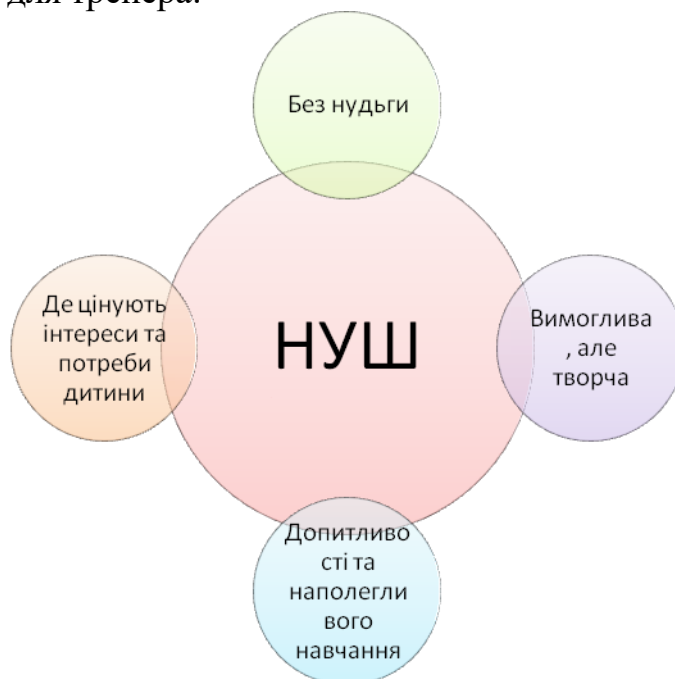 для тренера.
Без нудьги
Де цінують
інтереси та
потреби
дитини
НУШ
Вимоглива
, але
творча
Допитливо
сті та
наполегли
вого
навчання